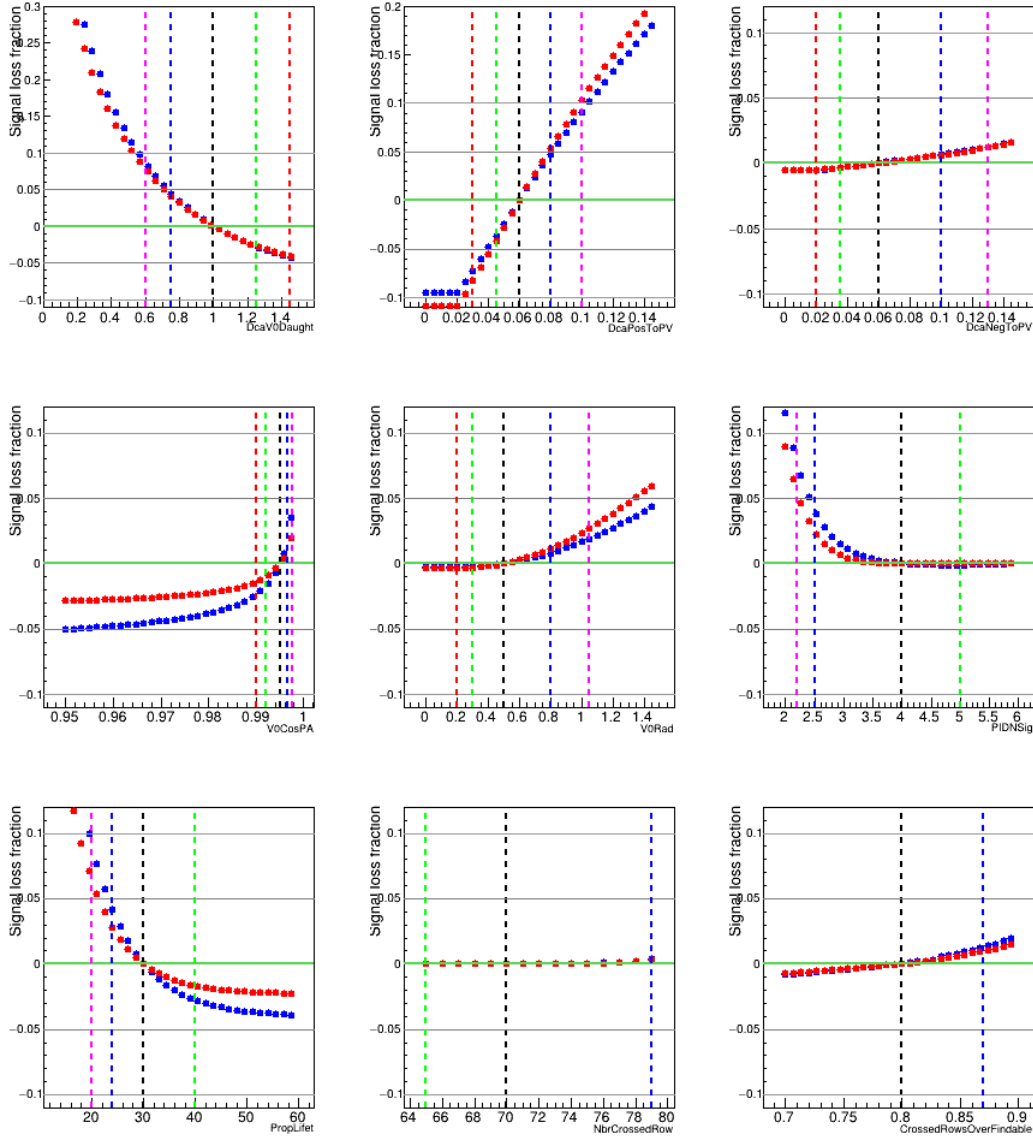 Signal loss fraction
0.3
0.25
0.2
0.15
0.1
0.05
0
−0.05
−0.1
0.2 0.4 0.6 0.8 1 1.2 1.4
DcaV0Daught
Signal loss fraction
0.15
0.1
0.05
0
−0.05
−0.1
0 0.02 0.04 0.06 0.08 0.1 0.12 0.14
DcaPosToPV
Signal loss fraction
0.1
0.05
0
−0.05
−0.1
0 0.02 0.04 0.06 0.08 0.1 0.12 0.14
DcaNegToPV
Signal loss fraction
0.1
0.05
0
−0.05
−0.1
0.95 0.96 0.97 0.98 0.99 1
V0CosPA
Signal loss fraction
0.1
0.05
0
−0.05
−0.1
0 0.2 0.4 0.6 0.8 1 1.2 1.4
V0Rad
Signal loss fraction
0.1
0.05
0
−0.05
−0.1
2 2.5 3 3.5 4 4.5 5 5.5 6
PIDNSig
Signal loss fraction
0.1
0.05
0
−0.05
−0.1
20 30 40 50 60
PropLifet
Signal loss fraction
0.1
0.05
0
−0.05
−0.1
64 66 68 70 72 74 76 78 80
NbrCrossedRow
Signal loss fraction
0.1
0.05
0
−0.05
−0.1
0.7 0.75 0.8 0.85 0.9
CrossedRowsOverFindable